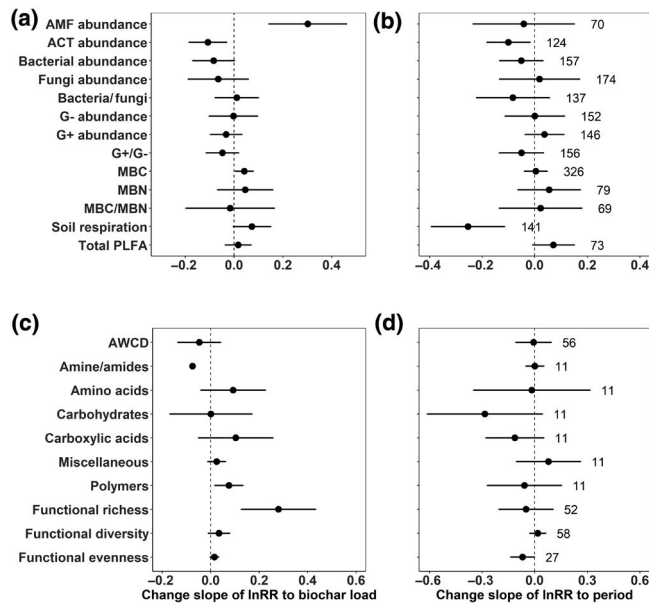 (a) (b)
AMF abundance 70
ACT abundance 124
Bacterial abundance 157
Fungi abundance 174
Bacteria/fungi 137
G- abundance 152
G+ abundance 146
G+/G- 156
MBC 326
MBN 79
MBC/MBN 69
Soil respiration 141
Total PLFA 73
−0.2 0.0 0.2 0.4 −0.4 −0.2 0.0 0.2 0.4
(c) (d)
AWCD 56
Amine/amides 11
Amino acids 11
Carbohydrates 11
Carboxylic acids 11
Miscellaneous 11
Polymers 11
Functional richess 52
Functional diversity 58
Functional evenness 27
−0.2 0.0 0.2 0.4 0.6 −0.6 −0.3 0.0 0.3 0.6
Change slope of lnRR to biochar load Change slope of lnRR to period